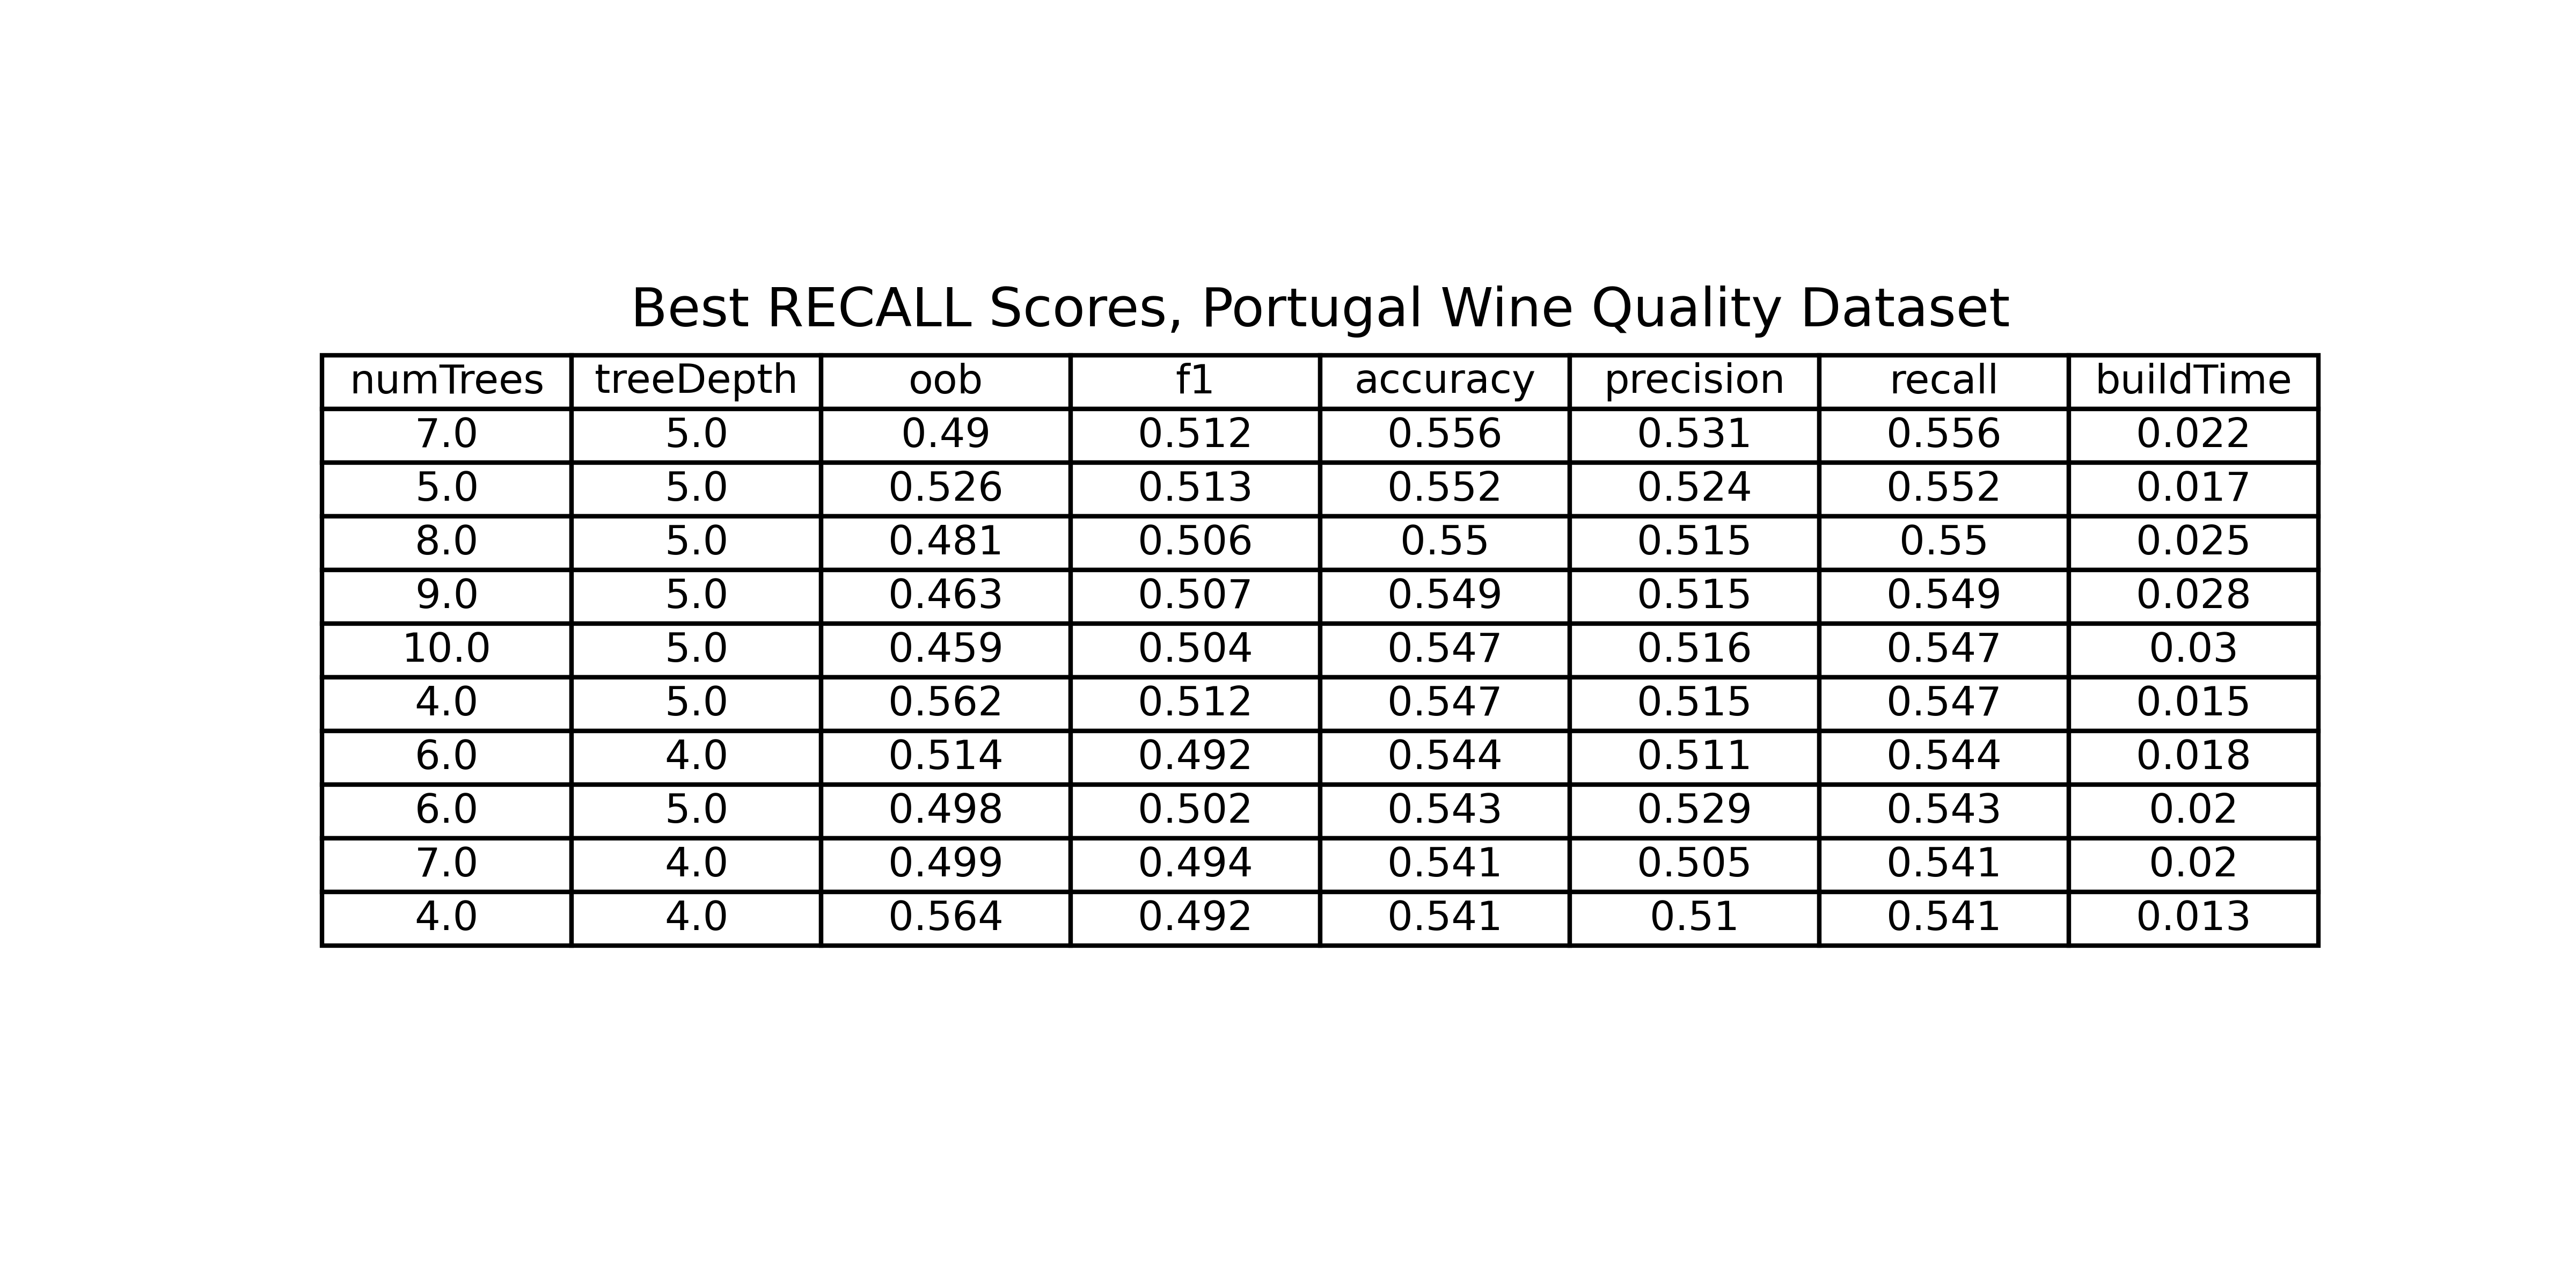 Best RECALL Scores, Portugal Wine Quality Dataset
numTrees treeDepth oob f1 accuracy precision recall buildTime
7.0 5.0 0.49 0.512 0.556 0.531 0.556 0.022
5.0 5.0 0.526 0.513 0.552 0.524 0.552 0.017
8.0 5.0 0.481 0.506 0.55 0.515 0.55 0.025
9.0 5.0 0.463 0.507 0.549 0.515 0.549 0.028
10.0 5.0 0.459 0.504 0.547 0.516 0.547 0.03
4.0 5.0 0.562 0.512 0.547 0.515 0.547 0.015
6.0 4.0 0.514 0.492 0.544 0.511 0.544 0.018
6.0 5.0 0.498 0.502 0.543 0.529 0.543 0.02
7.0 4.0 0.499 0.494 0.541 0.505 0.541 0.02
4.0 4.0 0.564 0.492 0.541 0.51 0.541 0.013